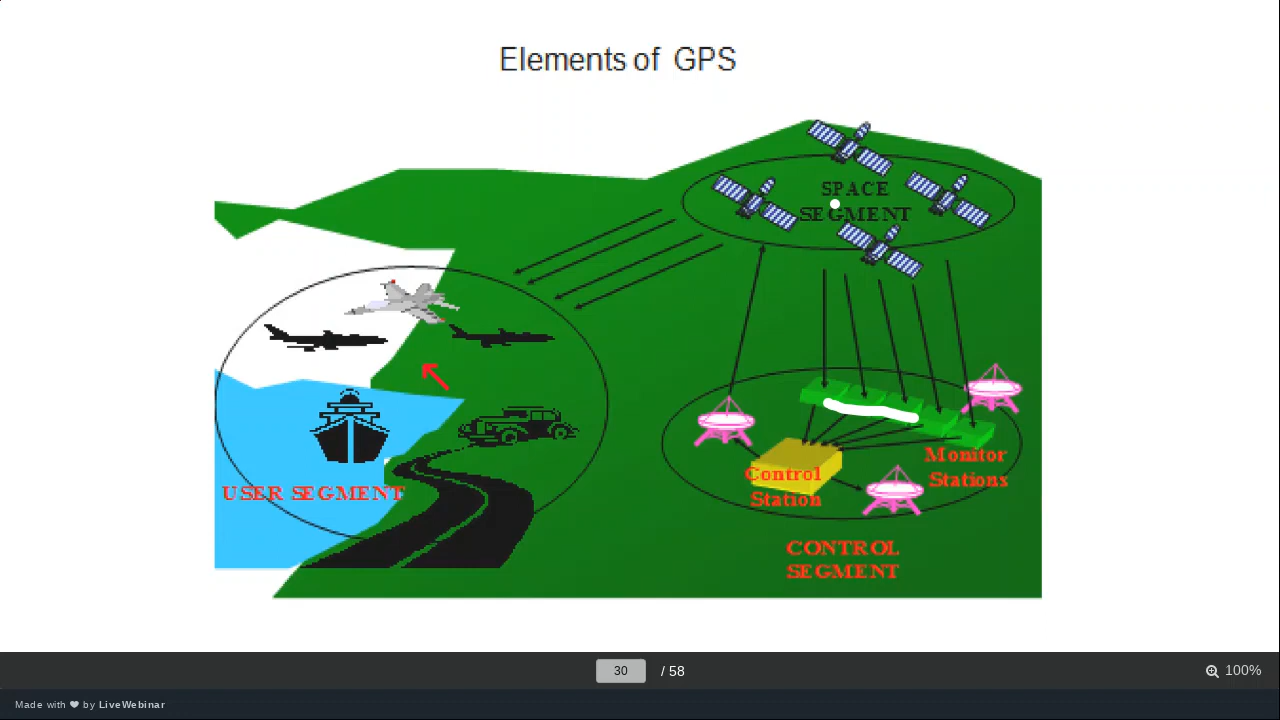 Elements of GPS
SPACE
SEGMENT
USER SEGMENT
Control
Station
Monitor
Stations
CONTROL
SEGMENT
30 / 58
100%
Made with ❤ by LiveWebinar